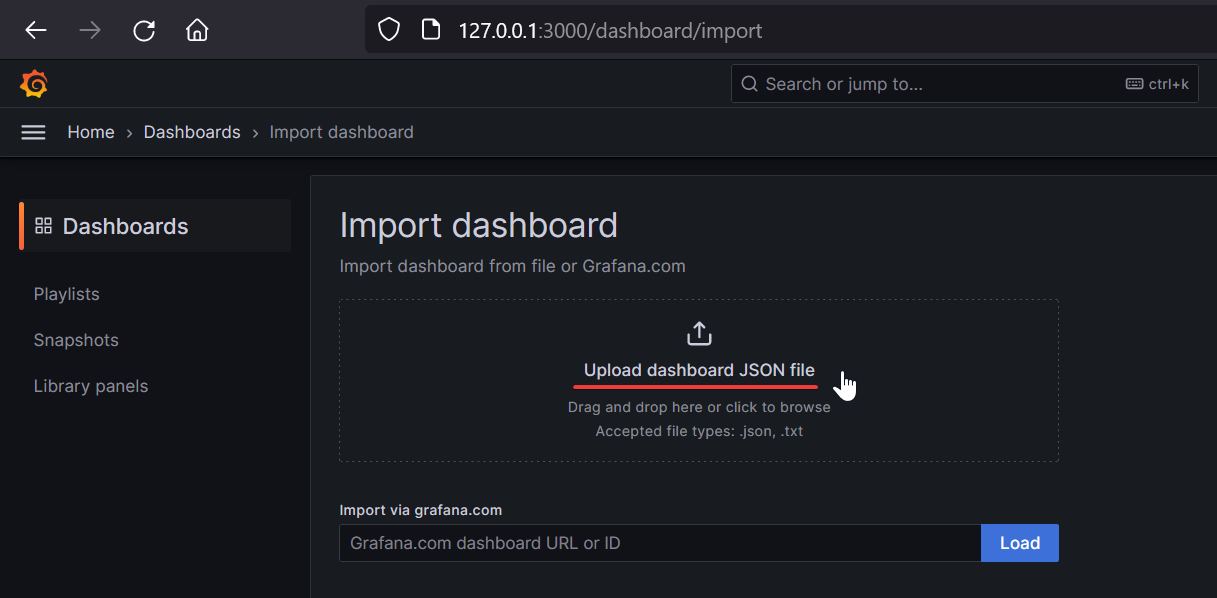 127.0.0.1:3000/dashboard/import
Search or jump to...
ctrl+k
Home › Dashboards › Import dashboard
Dashboards
Playlists
Snapshots
Library panels
Import dashboard
Import dashboard from file or Grafana.com
Upload dashboard JSON file
Drag and drop here or click to browse
Accepted file types: .json, .txt
Import via grafana.com
Grafana.com dashboard URL or ID
Load